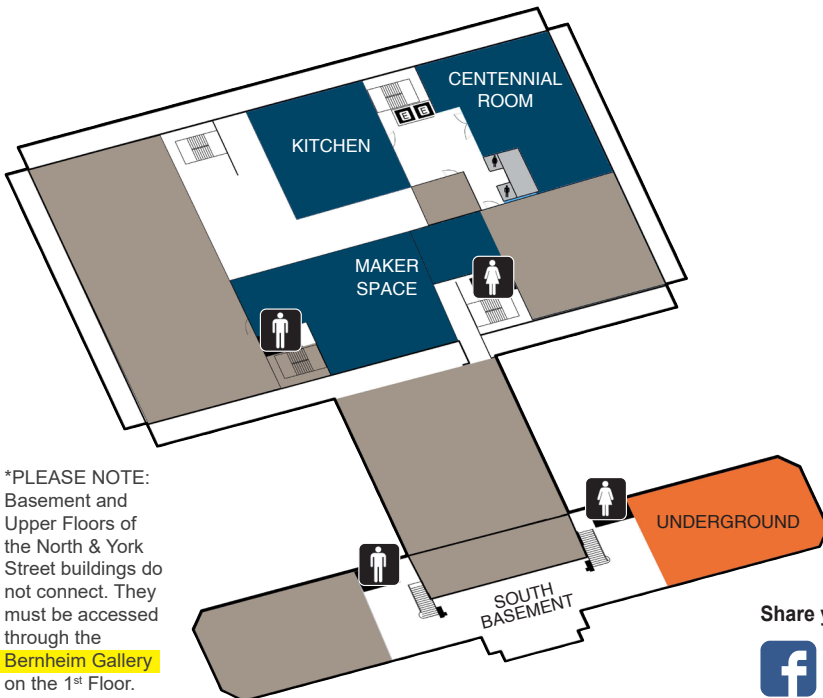 CENTENNIAL
ROOM
KITCHEN
E E
MAKER
SPACE
*PLEASE NOTE:
Basement and
Upper Floors of
the North & York
Street buildings do
not connect. They
must be accessed
through the
Bernheim Gallery
on the 1st Floor.
UNDERGROUND
SOUTH
BASEMENT
Share y
f